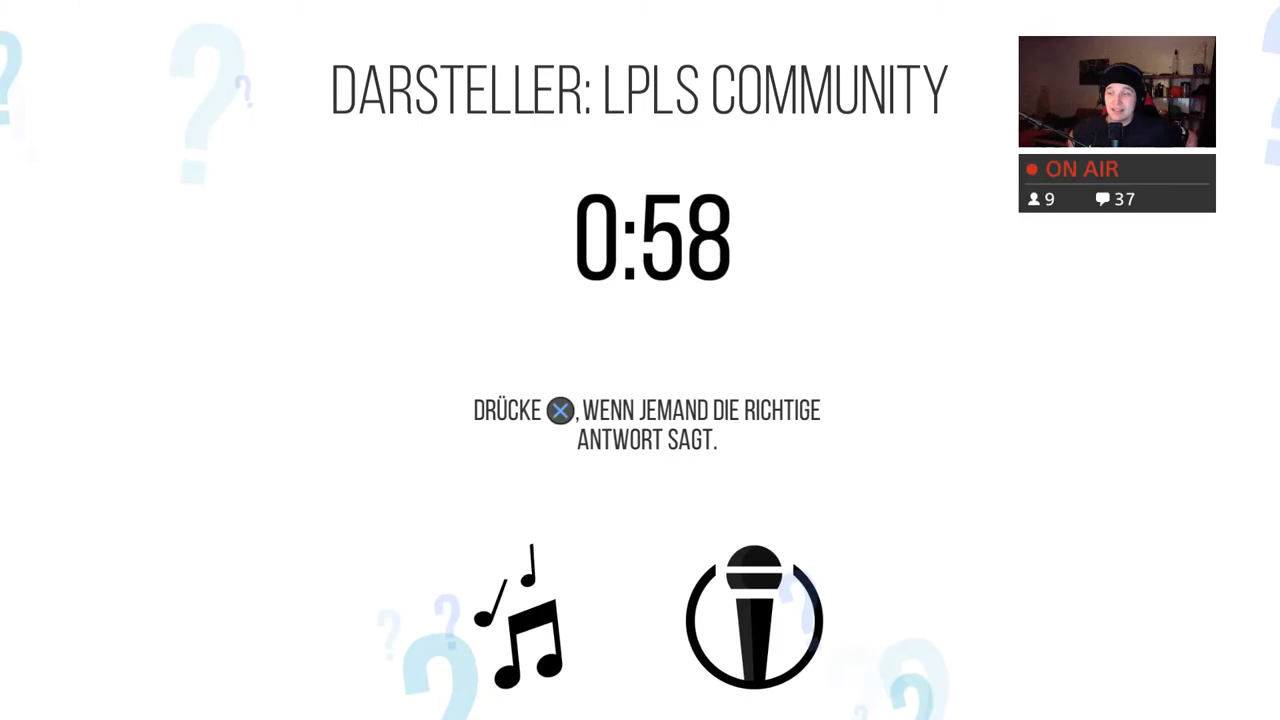 DARSTELLER: LPLS COMMUNITY
ON AIR
9 37
0:58
DRÜCKE , WENN JEMAND DIE RICHTIGE
ANTWORT SAGT.